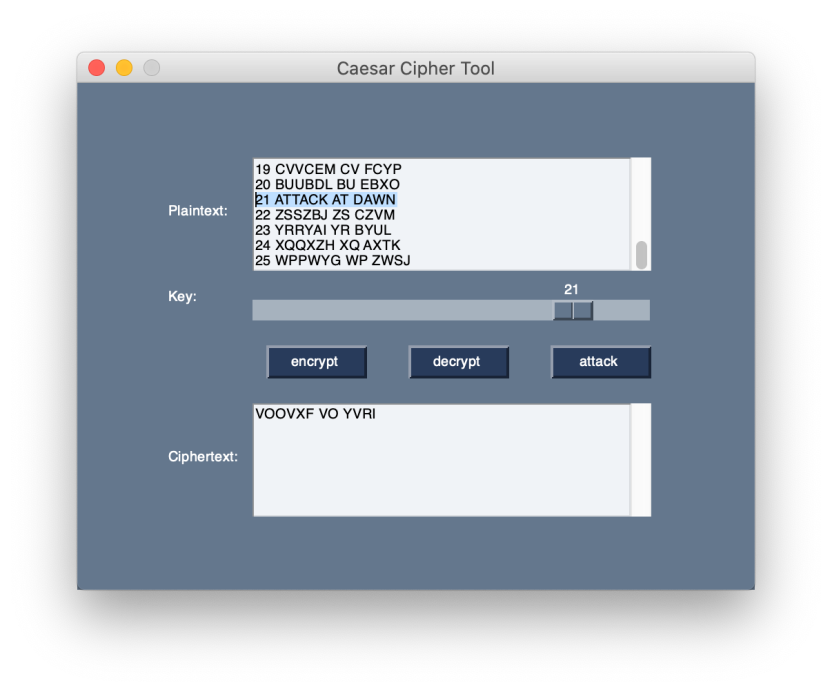 Caesar Cipher Tool
Plaintext:
19 CVVCEM CV FCYP
20 BUUBDL BU EBXO
21 ATTACK AT DAWN
22 ZSSZBJ ZS CZVM
23 YRRYAI YR BYUL
24 XQQXZH XQ AXTK
25 WPPWYG WP ZWSJ
Key:
21
encrypt decrypt attack
Ciphertext:
VOOVXF VO YVRI